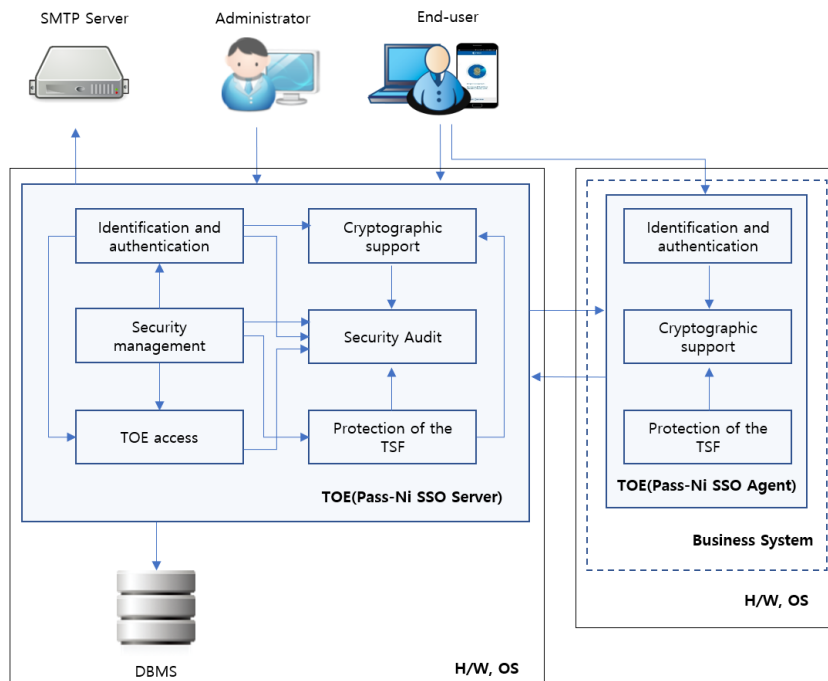 SMTP Server
Administrator
End-user
Identification and
authentication
Cryptographic
support
Security
management
Security Audit
TOE access
Protection of the
TSF
TOE(Pass-Ni SSO Server)
DBMS
H/W, OS
Identification and
authentication
Cryptographic
support
Protection of the
TSF
TOE(Pass-Ni SSO Agent)
Business System
H/W, OS